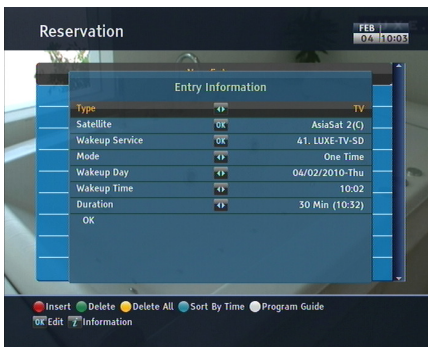 Reservation
FEB
04 10:03
Entry Information
Type TV
Satellite OK AsiaSat 2(C)
Wakeup Service OK 41. LUXE-TV-SD
Mode One Time
Wakeup Day 04/02/2010-Thu
Wakeup Time 10:02
Duration 30 Min (10:32)
OK
Insert Delete Delete All Sort By Time Program Guide
OK Edit i Information